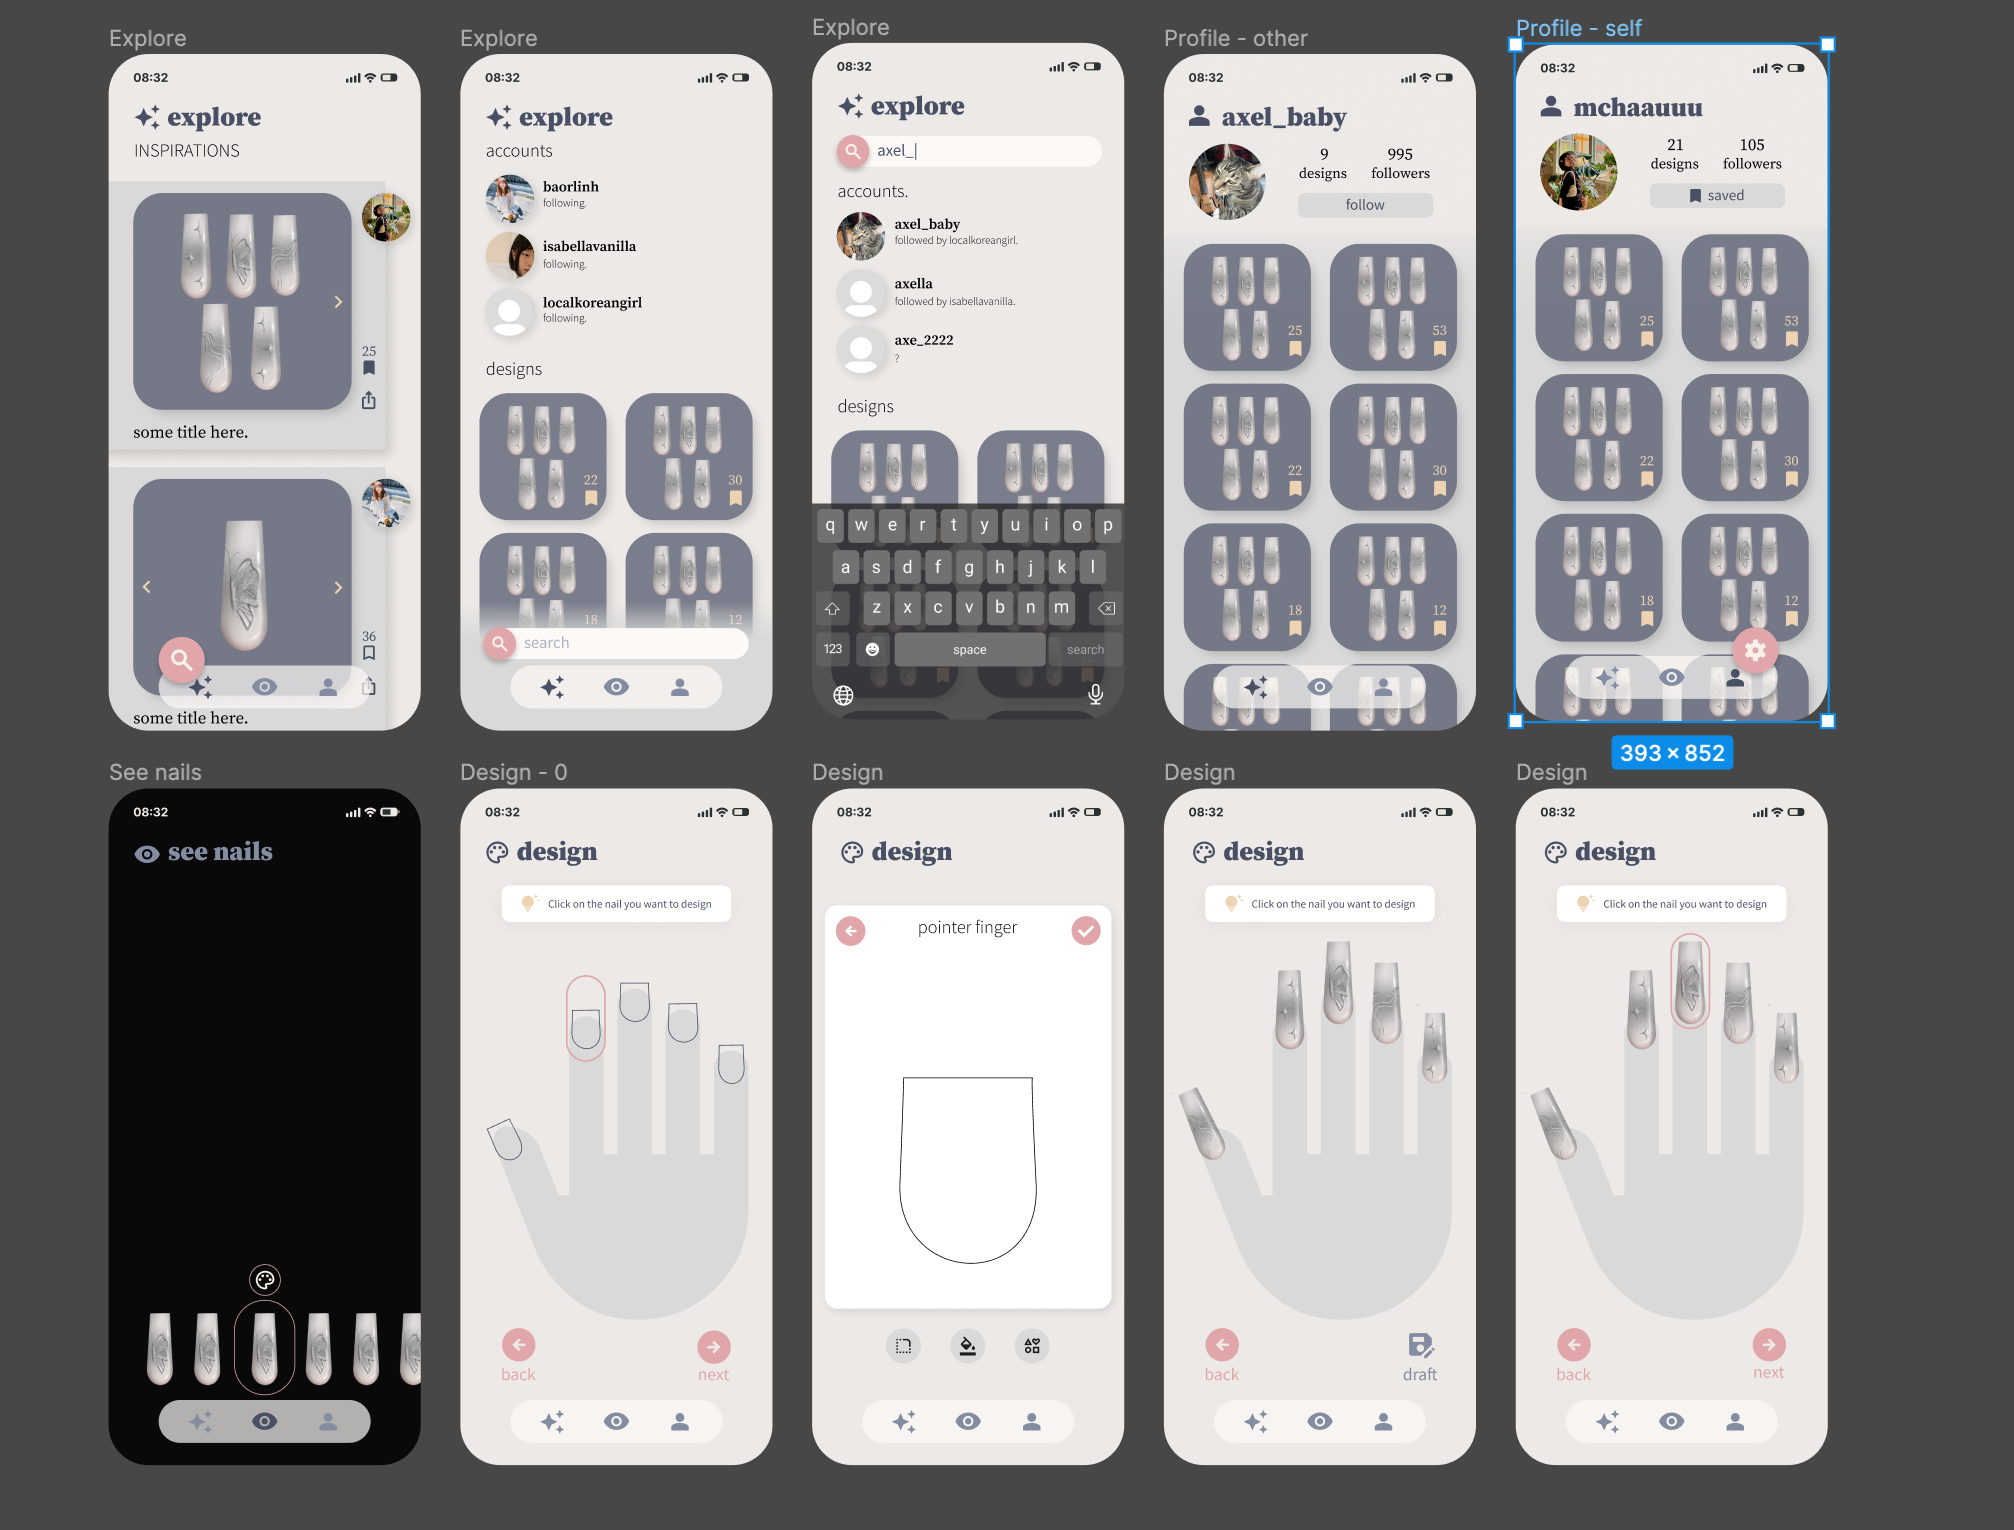 Explore
08:32
explore
INSPIRATIONS
25
some title here.
36
some title here.
Explore
08:32
explore
accounts
baorlinh
following.
isabellavanilla
following.
localkoreangirl
following.
designs
22
30
18
12
search
Explore
08:32
explore
axel_|
accounts.
axel_baby
followed by localkoreangirl.
axella
followed by isabellavanilla.
axe_2222
?
designs
q w e r t y u i o p
a s d f g h j k l
z x c v b n m
123
space
search
Profile - other
08:32
axel_baby
9
995
designs
followers
follow
25
53
22
30
18
12
Profile - self
08:32
mchaauuu
21
105
designs
followers
saved
25
53
22
30
18
12
393 × 852
See nails
08:32
see nails
Design - 0
08:32
design
Click on the nail you want to design
back
next
Design
08:32
design
pointer finger
Design
08:32
design
Click on the nail you want to design
back
draft
Design
08:32
design
Click on the nail you want to design
back
next